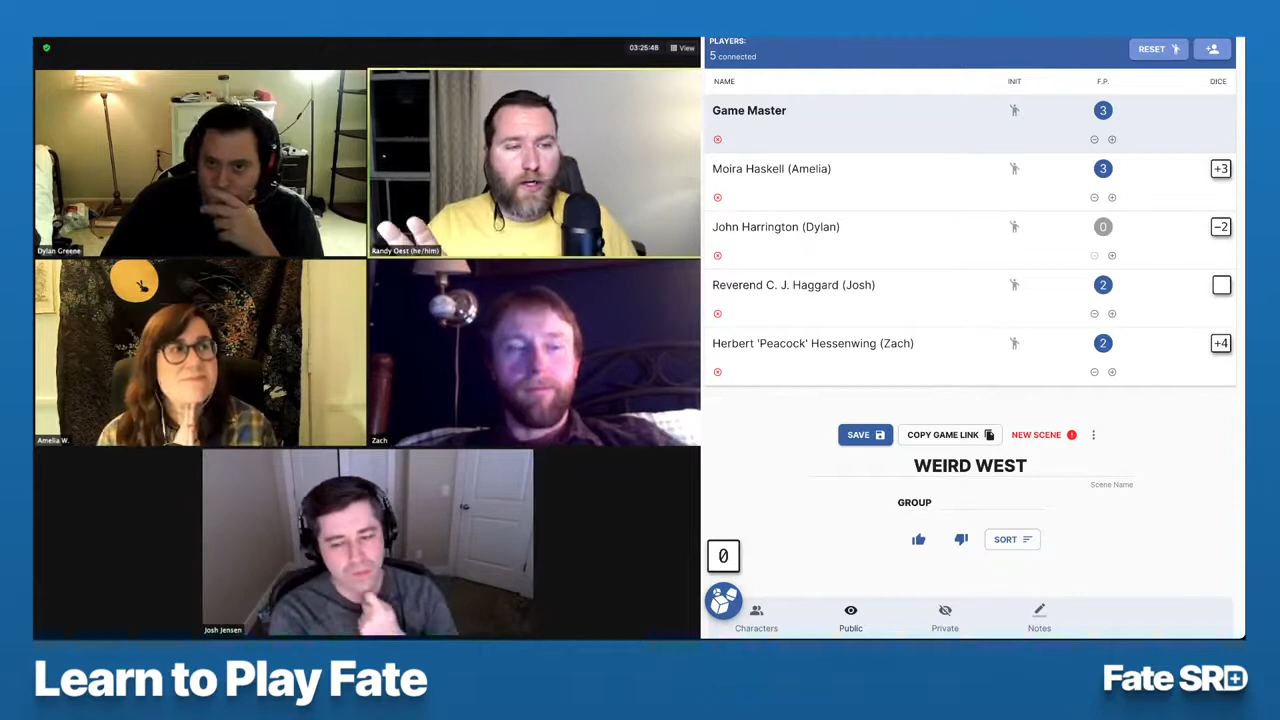 03:25:48
View
Dylan Greene
Randy Oest (he/him)
Amelia W.
Zach
Josh Jensen
PLAYERS:
5 connected
RESET
NAME INIT F.P. DICE
Game Master 3
Moira Haskell (Amelia) 3 +3
John Harrington (Dylan) 0 −2
Reverend C. J. Haggard (Josh) 2
Herbert 'Peacock' Hessenwing (Zach) 2 +4
SAVE COPY GAME LINK NEW SCENE
WEIRD WEST
Scene Name
GROUP
SORT
0
Characters Public Private Notes
Learn to Play Fate
Fate SRD